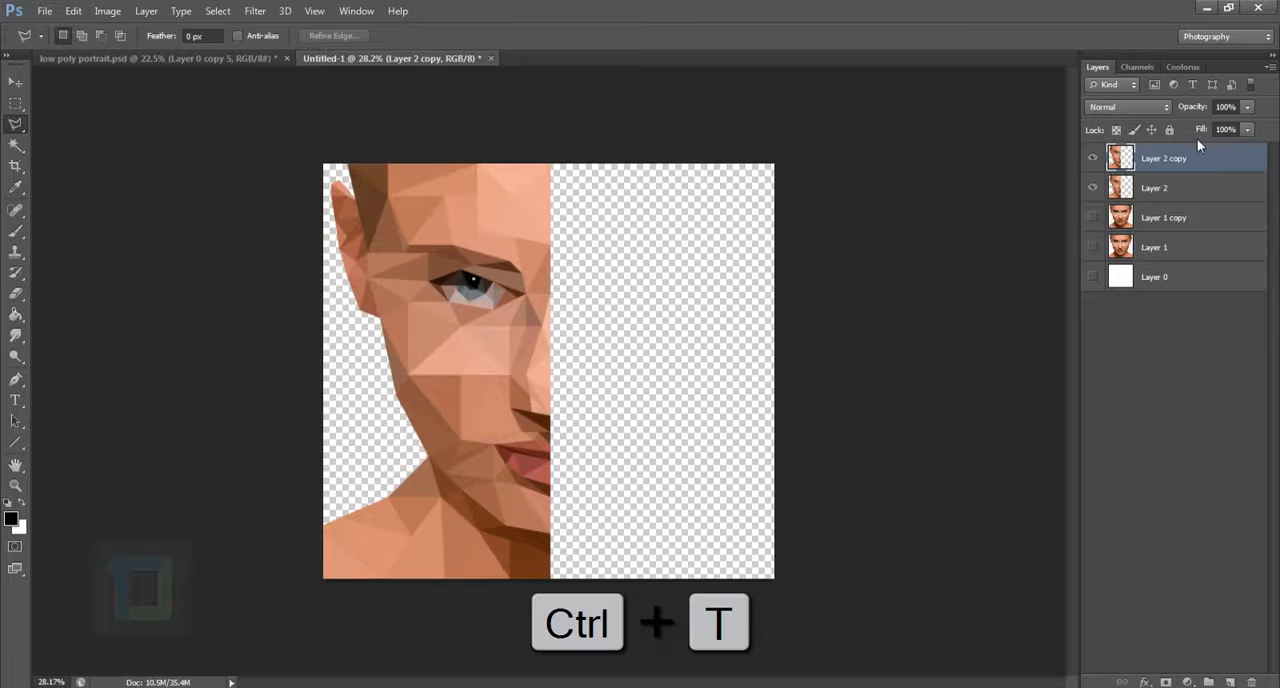 Ps File Edit Image Layer Type Select Filter 3D View Window Help
Feather: 0 px Anti-alias Refine Edge... Photography
low poly portrait.psd @ 22.5% (Layer 0 copy 5, RGB/8#) * × Untitled-1 @ 28.2% (Layer 2 copy, RGB/8) * ×
Layers Channels Coolorus
Kind
Normal Opacity: 100%
Lock: Fill: 100%
Layer 2 copy
Layer 2
Layer 1 copy
Layer 1
Layer 0
Ctrl + T
28.17% Doc: 10.5M/35.4M